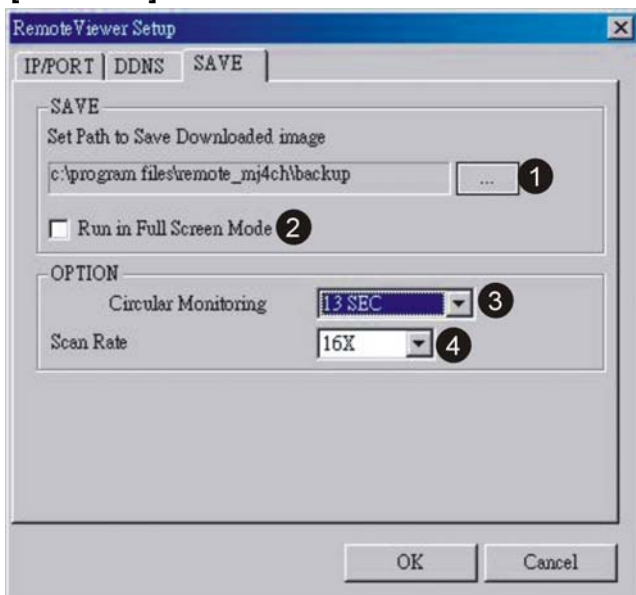 RemoteViewer Setup
IP/PORT DDNS SAVE
SAVE
Set Path to Save Downloaded image
c:\program files\remote_mj4ch\backup ... 1
Run in Full Screen Mode 2
OPTION
Circular Monitoring 13 SEC 3
Scan Rate 16X 4
OK Cancel